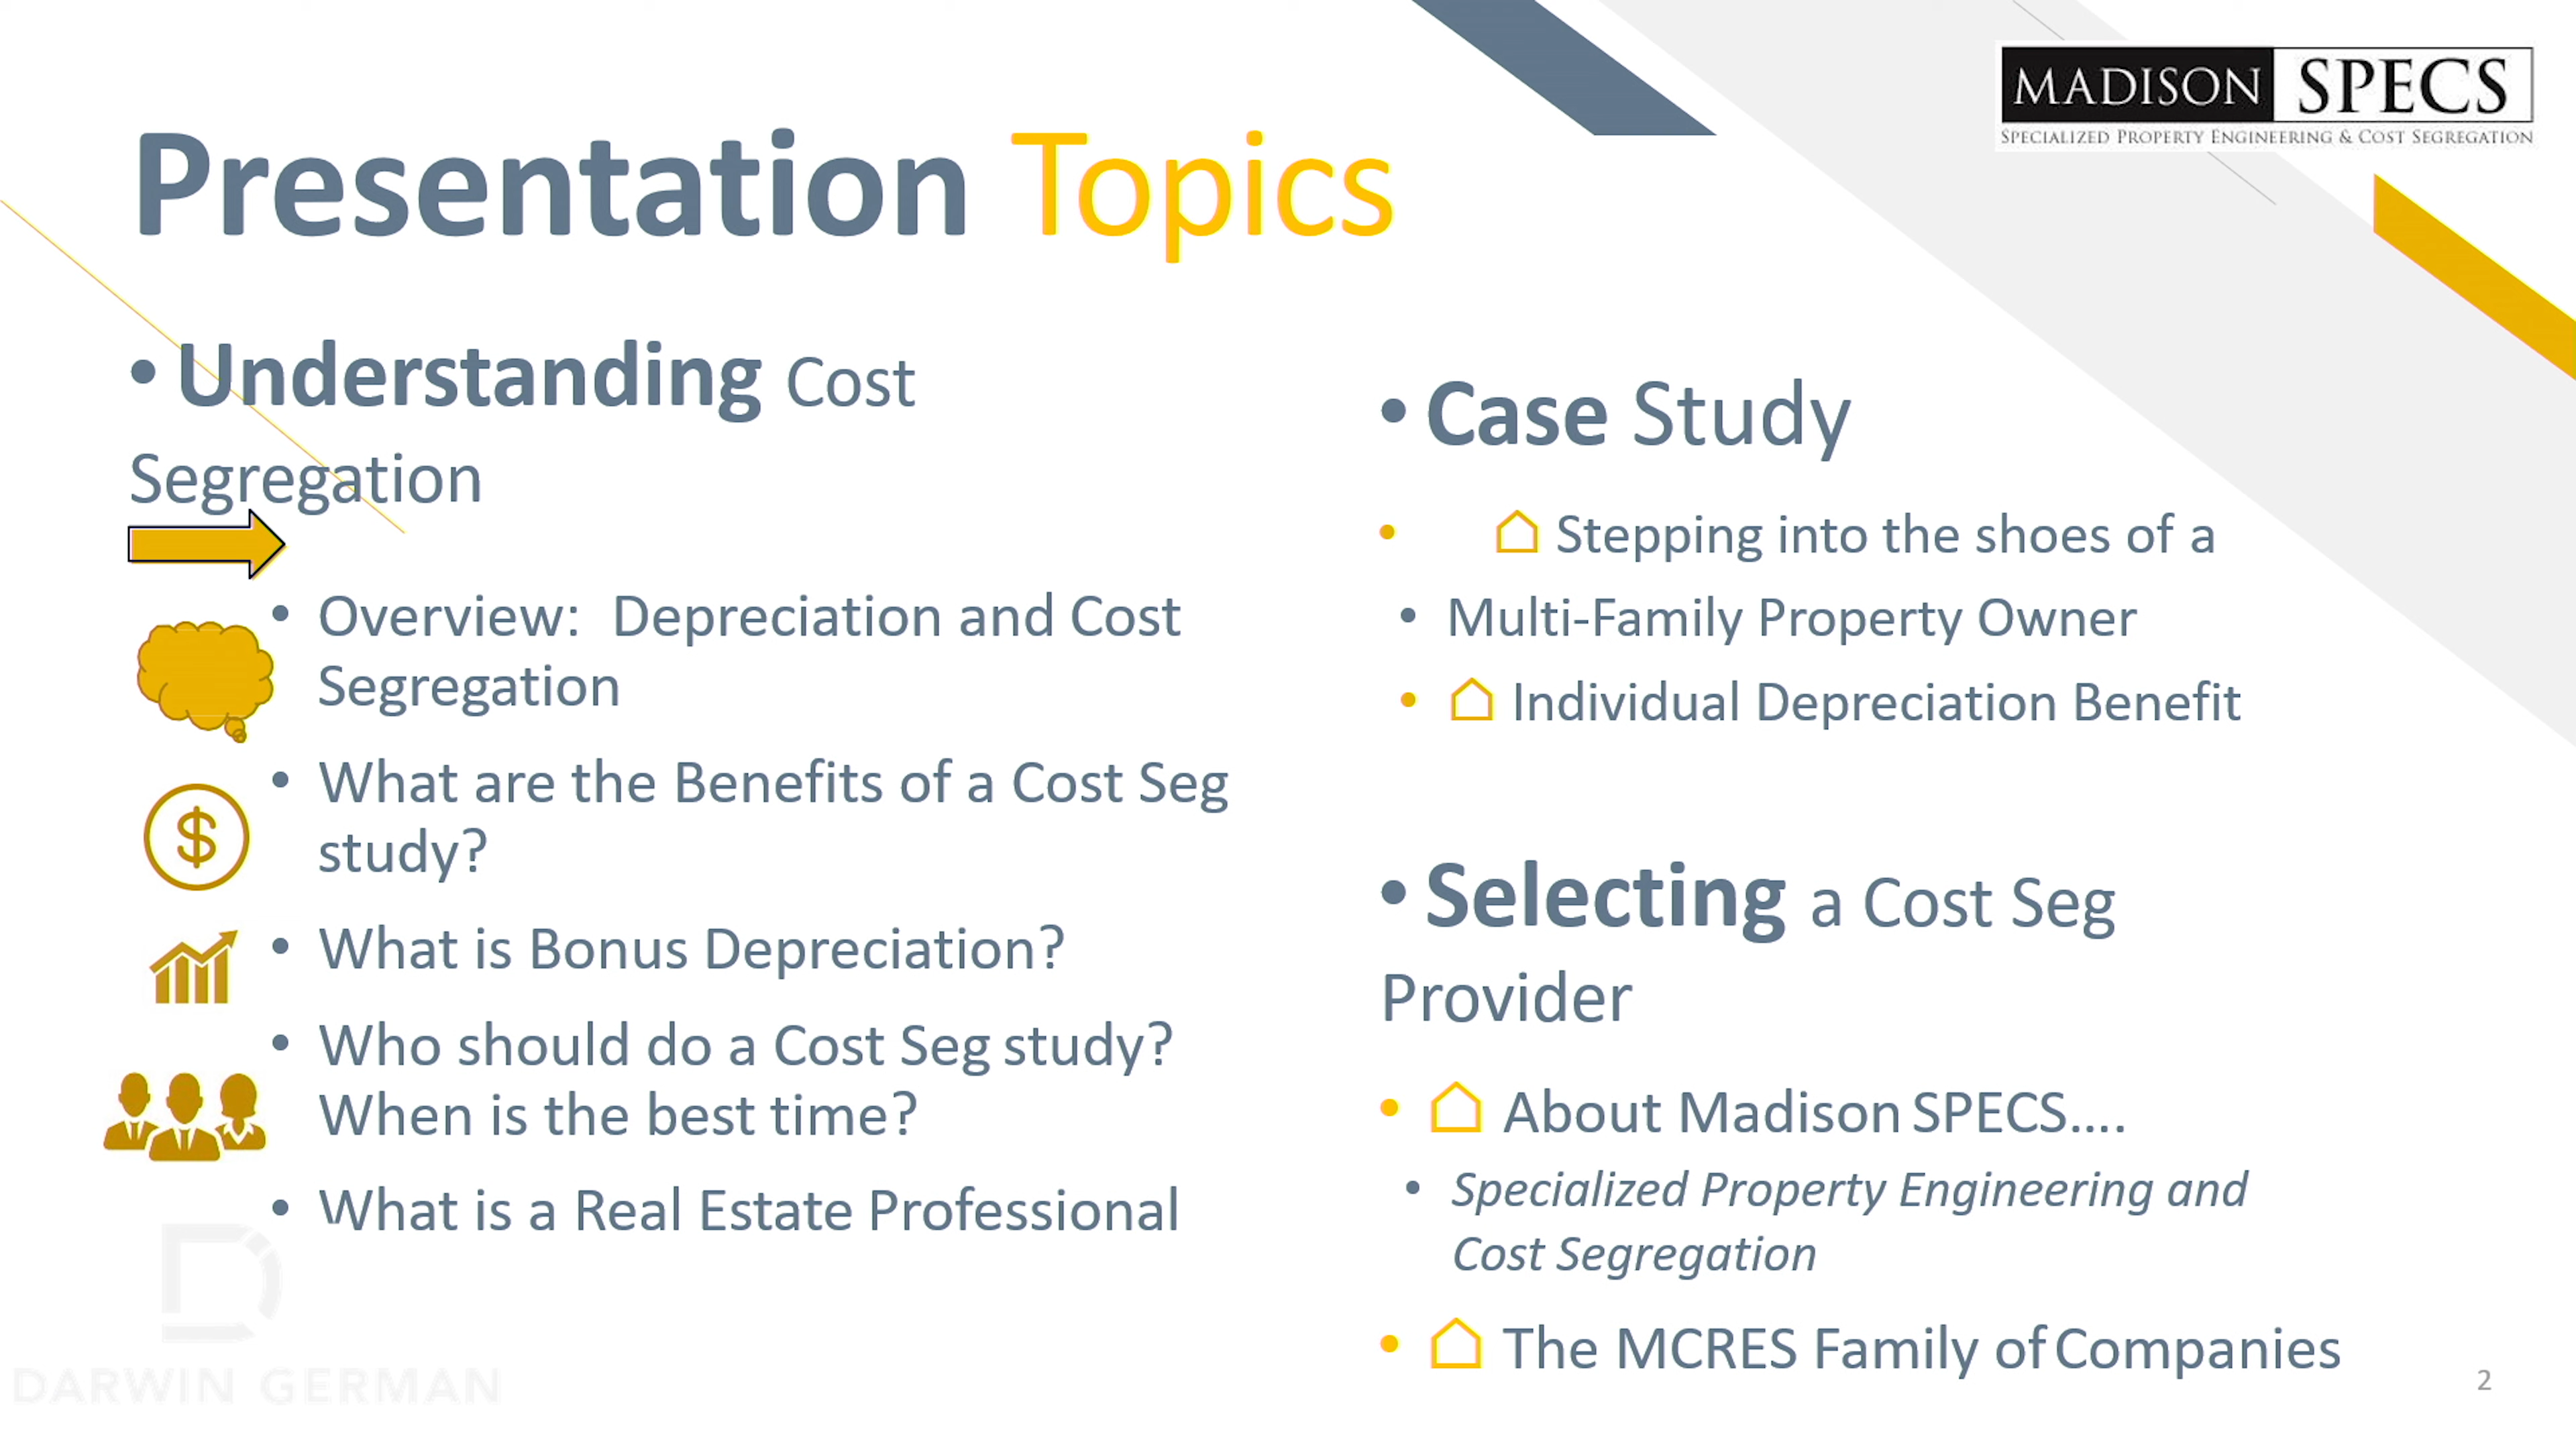 MADISON SPECS
SPECIALIZED PROPERTY ENGINEERING & COST SEGREGATION
Presentation Topics
• Understanding Cost
Segregation
• Overview: Depreciation and Cost
Segregation
• What are the Benefits of a Cost Seg
study?
• What is Bonus Depreciation?
• Who should do a Cost Seg study?
When is the best time?
• What is a Real Estate Professional
• Case Study
• Stepping into the shoes of a
• Multi-Family Property Owner
• Individual Depreciation Benefit
• Selecting a Cost Seg
Provider
• About Madison SPECS....
• Specialized Property Engineering and
Cost Segregation
• The MCRES Family of Companies
$
DARWIN GERMAN
2